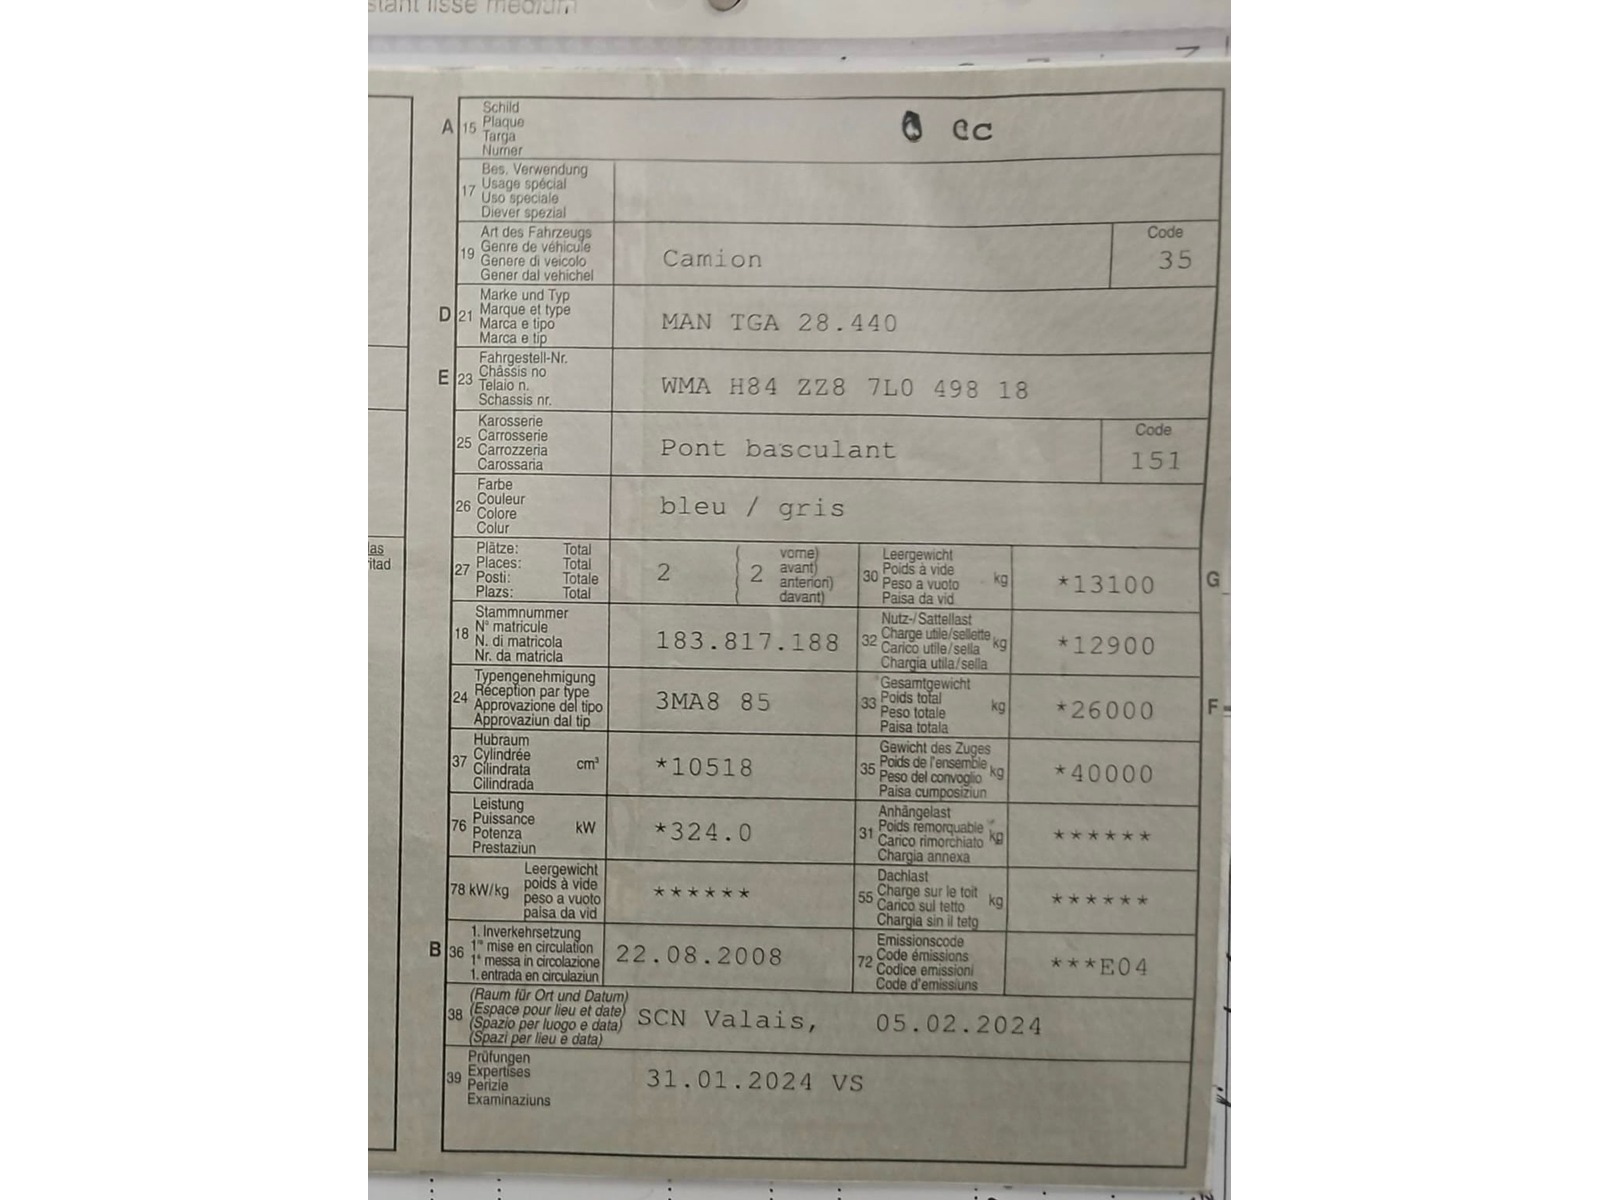 stant lisse medium
A 15 Schild
Plaque
Targa
Numer
cc
17 Bes. Verwendung
Usage spécial
Uso speciale
Diever spezial
19 Art des Fahrzeugs
Genre de véhicule
Genere di veicolo
Gener dal vehichel
Camion
Code
35
D 21 Marke und Typ
Marque et type
Marca e tipo
Marca e tip
MAN TGA 28.440
E 23 Fahrgestell-Nr.
Châssis no
Telaio n.
Schassis nr.
WMA H84 ZZ8 7L0 498 18
25 Karosserie
Carrosserie
Carrozzeria
Carossaria
Pont basculant
Code
151
26 Farbe
Couleur
Colore
Colur
bleu / gris
las
itad
27 Plätze: Total
Places: Total
Posti: Totale
Plazs: Total
2
( 2 vorne)
avant)
anteriori)
davant)
30 Leergewicht
Poids à vide
Peso a vuoto
Paisa da vid
kg
*13100
G
18 Stammnummer
N° matricule
N. di matricola
Nr. da matricla
183.817.188
32 Nutz-/Sattellast
Charge utile/sellette
Carico utile/sella
Chargia utila/sella
kg
*12900
24 Typengenehmigung
Réception par type
Approvazione del tipo
Approvaziun dal tip
3MA8 85
33 Gesamtgewicht
Poids total
Peso totale
Paisa totala
kg
*26000
F
37 Hubraum
Cylindrée
Cilindrata
Cilindrada
cm³
*10518
35 Gewicht des Zuges
Poids de l'ensemble
Peso del convoglio
Paisa cumposiziun
kg
*40000
76 Leistung
Puissance
Potenza
Prestaziun
kW
*324.0
31 Anhängelast
Poids remorquable
Carico rimorchiato
Chargia annexa
kg
******
78 kW/kg Leergewicht
poids à vide
peso a vuoto
paisa da vid
******
55 Dachlast
Charge sur le toit
Carico sul tetto
Chargia sin il tetg
kg
******
B 36 1. Inverkehrsetzung
1re mise en circulation
1a messa in circolazione
1. entrada en circulaziun
22.08.2008
72 Emissionscode
Code émissions
Codice emissioni
Code d'emissiuns
***E04
38 (Raum für Ort und Datum)
(Espace pour lieu et date)
(Spazio per luogo e data)
(Spazi per lieu e data)
SCN Valais, 05.02.2024
39 Prüfungen
Expertises
Perizie
Examinaziuns
31.01.2024 VS